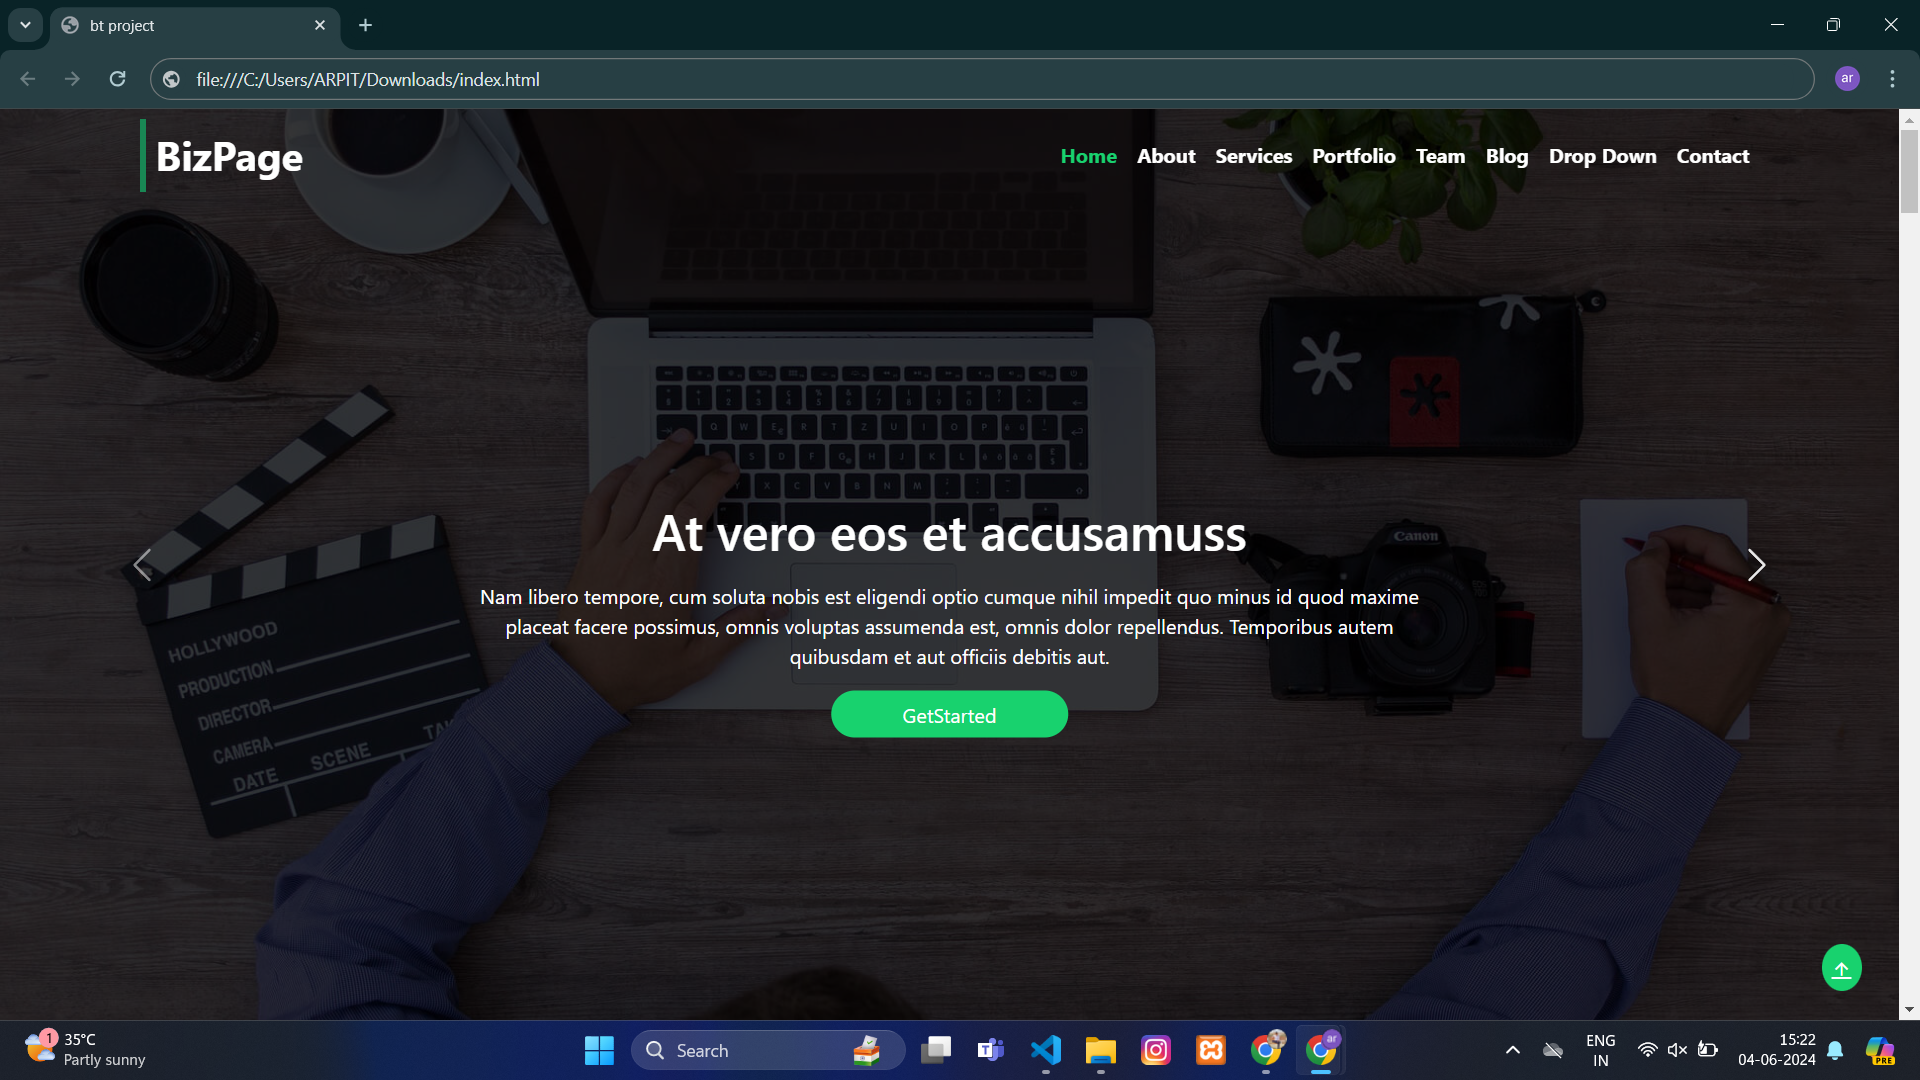 bt project
file:///C:/Users/ARPIT/Downloads/index.html
ar
BizPage
Home About Services Portfolio Team Blog Drop Down Contact
Canon
At vero eos et accusamuss
Nam libero tempore, cum soluta nobis est eligendi optio cumque nihil impedit quo minus id quod maxime
placeat facere possimus, omnis voluptas assumenda est, omnis dolor repellendus. Temporibus autem
quibusdam et aut officiis debitis aut.
GetStarted
HOLLYWOOD
PRODUCTION
DIRECTOR
CAMERA
DATE SCENE
1
35°C
Partly sunny
Search
ar
ENG
IN
15:22
04-06-2024
PRE